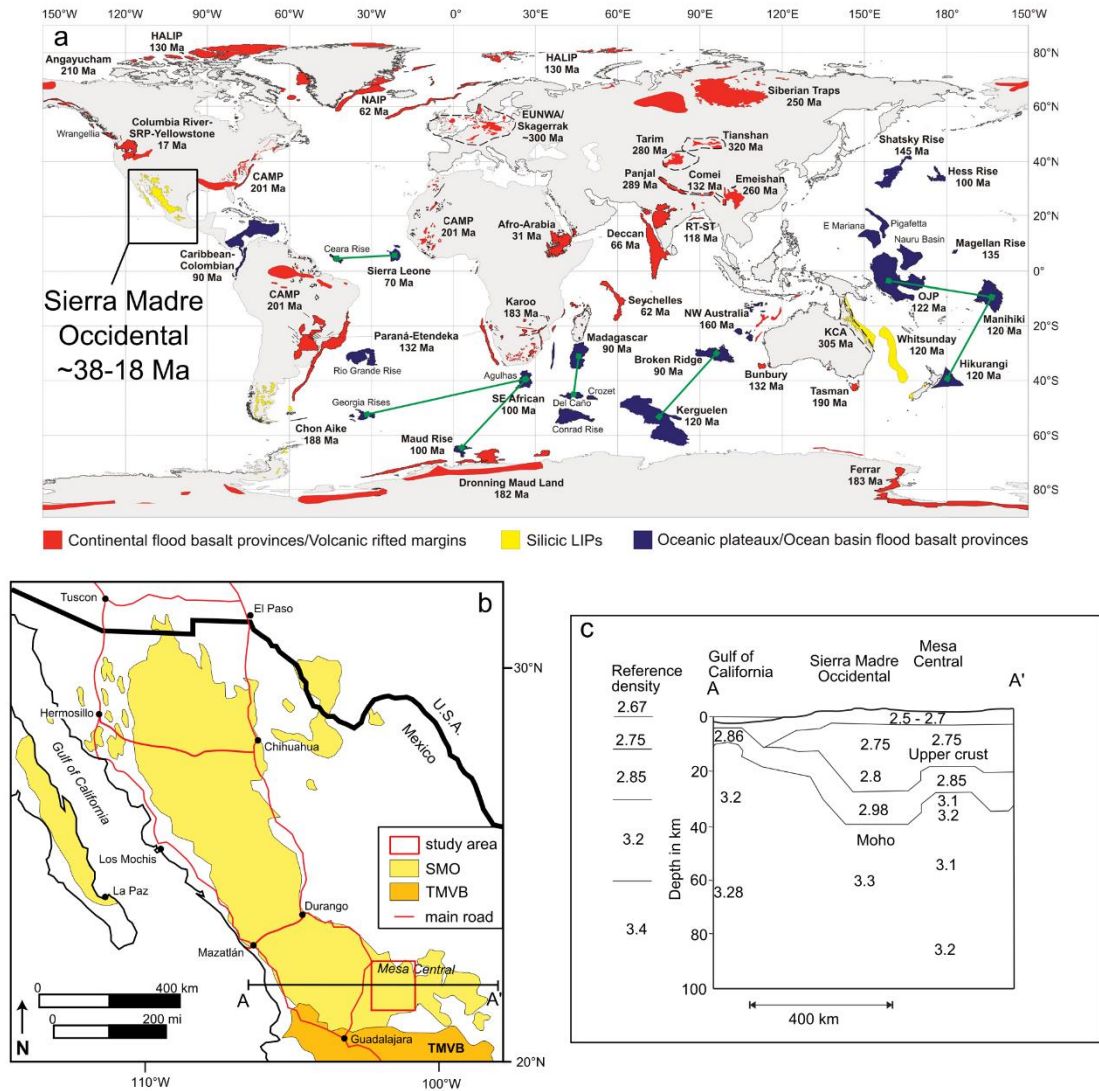 150°W 120°W 90°W 60°W 30°W 0° 30°E 60°E 90°E 120°E 150°E 180°E 150°W
a
HALIP
130 Ma
Angayucham
210 Ma
HALIP
130 Ma
80°N
NAIP
62 Ma
Siberian Traps
250 Ma
60°N
Wrangellia
Columbia River-
SRP-Yellowstone
17 Ma
EUNWA/
Skagerrak
~300 Ma
Tarim
280 Ma
Tianshan
320 Ma
Shatsky Rise
145 Ma
40°N
CAMP
201 Ma
Panjal
289 Ma
Comei
132 Ma
Emeishan
260 Ma
Hess Rise
100 Ma
20°N
CAMP
201 Ma
Afro-Arabia
31 Ma
Deccan
66 Ma
RT-ST
118 Ma
E Mariana
Pigafetta
Nauru Basin
Magellan Rise
135
Caribbean-
Colombian
90 Ma
Ceara Rise
Sierra Leone
70 Ma
0°
CAMP
201 Ma
Sierra Madre
Occidental
~38-18 Ma
Karoo
183 Ma
Seychelles
62 Ma
NW Australia
160 Ma
OJP
122 Ma
Manihiki
120 Ma
20°S
Paraná-Etendeka
132 Ma
Madagascar
90 Ma
KCA
305 Ma
Whitsunday
120 Ma
Rio Grande Rise
Broken Ridge
90 Ma
Bunbury
132 Ma
Hikurangi
120 Ma
Agulhas
SE African
100 Ma
Del Caño
Crozet
Tasman
190 Ma
40°S
Georgia Rises
Chon Aike
188 Ma
Conrad Rise
Kerguelen
120 Ma
Maud Rise
100 Ma
60°S
Dronning Maud Land
182 Ma
Ferrar
183 Ma
80°S
Continental flood basalt provinces/Volcanic rifted margins
Silicic LIPs
Oceanic plateaux/Ocean basin flood basalt provinces
b
Tuscon
El Paso
30°N
U.S.A.
Mexico
Hermosillo
Chihuahua
Gulf of California
Los Mochis
La Paz
study area
SMO
TMVB
main road
Durango
Mazatlán
Mesa Central
A
A'
0 400 km
0 200 mi
N
Guadalajara
TMVB
20°N
110°W
100°W
c
Reference
density
2.67
2.75
2.85
3.2
3.4
Gulf of
California
A
Sierra Madre
Occidental
Mesa
Central
A'
Depth in km
0
20
40
60
80
100
2.5 - 2.7
2.86
2.75
2.75
Upper crust
2.8
2.85
3.2
2.98
3.1
3.2
Moho
3.1
3.28
3.3
3.2
400 km